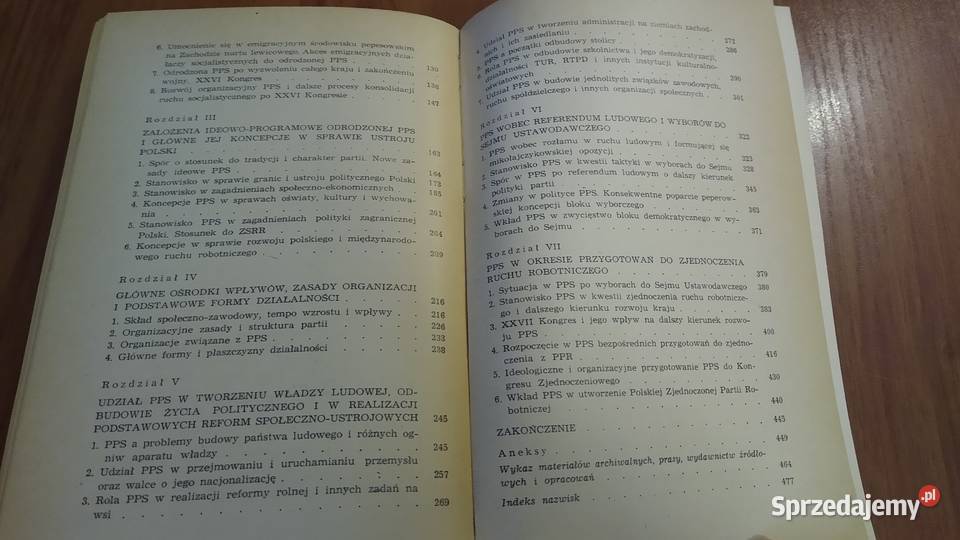 6. Umocnienie się w emigracyjnym środowisku pepesowskim
na Zachodzie nurtu lewicowego. Akces emigracyjnych dzia-
łaczy socjalistycznych do odrodzonej PPS . 130
7. Odrodzona PPS po wyzwoleniu całego kraju i zakończeniu
wojny. XXVI Kongres . . . 136
8. Rozwój organizacyjny PPS i dalsze procesy konsolidacji
ruchu socjalistycznego po XXVI Kongresie . . 147
Rozdział III
ZAŁOŻENIA IDEOWO-PROGRAMOWE ODRODZONEJ PPS
I GŁÓWNE JEJ KONCEPCJE W SPRAWIE USTROJU
POLSKI . . . 163
1. Spór o stosunek do tradycji i charakter partii. Nowe za-
sady ideowe PPS . . . 164
2. Stanowisko w sprawie granic i ustroju politycznego Polski 173
3. Stanowisko w zagadnieniach społeczno-ekonomicznych . 185
4. Koncepcje PPS w sprawach oświaty, kultury i wychowa-
nia . . . 201
5. Stanowisko PPS w zagadnieniach polityki zagranicznej
Polski. Stosunek do ZSRR . . . 204
6. Koncepcje w sprawie rozwoju polskiego i międzynarodo-
wego ruchu robotniczego . . . 209
Rozdział IV
GŁÓWNE OŚRODKI WPŁYWÓW, ZASADY ORGANIZACJI
I PODSTAWOWE FORMY DZIAŁALNOŚCI . . . 216
1. Skład społeczno-zawodowy, tempo wzrostu i wpływy . . 216
2. Organizacyjne zasady i struktura partii . . . 226
3. Organizacje związane z PPS . . . 233
4. Główne formy i płaszczyzny działalności . . . 238
Rozdział V
UDZIAŁ PPS W TWORZENIU WŁADZY LUDOWEJ, OD-
BUDOWIE ŻYCIA POLITYCZNEGO I W REALIZACJI
PODSTAWOWYCH REFORM SPOŁECZNO-USTROJOWYCH 245
1. PPS a problemy budowy państwa ludowego i różnych og-
niw aparatu władzy . . . 245
2. Udział PPS w przejmowaniu i uruchamianiu przemysłu
oraz walce o jego nacjonalizację . . . 257
3. Rola PPS w realizacji reformy rolnej i innych zadań na
wsi . . . 269
4. Udział PPS w tworzeniu administracji na ziemiach zachod-
nich i ich zasiedlaniu . . . 272
5. PPS a początki odbudowy stolicy . . . 286
6. Rola PPS w odbudowie szkolnictwa i jego demokratyzacji,
działalności TUR, RTPD i innych instytucji kulturalno-
oświatowych . . . 290
7. Udział PPS w budowie jednolitych związków zawodowych,
ruchu spółdzielczego i innych organizacji społecznych . 301
Rozdział VI
PPS WOBEC REFERENDUM LUDOWEGO I WYBORÓW DO
SEJMU USTAWODAWCZEGO . . . 323
1. PPS wobec rozłamu w ruchu ludowym i formującej się
mikołajczykowskiej opozycji . . . 323
2. Stanowisko PPS w kwestii taktyki w wyborach do Sejmu 328
3. Spór w PPS po referendum ludowym o dalszy kierunek
polityki partii . . . 345
4. Zmiany w polityce PPS. Konsekwentne poparcie peperow-
skiej koncepcji bloku wyborczego . . . 363
5. Wkład PPS w zwycięstwo bloku demokratycznego w wy-
borach do Sejmu . . . 371
Rozdział VII
PPS W OKRESIE PRZYGOTOWAŃ DO ZJEDNOCZENIA
RUCHU ROBOTNICZEGO . . . 379
1. Sytuacja w PPS po wyborach do Sejmu Ustawodawczego 380
2. Stanowisko PPS w kwestii zjednoczenia ruchu robotnicze-
go i dalszego kierunku rozwoju kraju . . . 383
3. XXVII Kongres i jego wpływ na dalszy kierunek rozwo-
ju PPS . . . 400
4. Rozpoczęcie w PPS bezpośrednich przygotowań do zjedno-
czenia z PPR . . . 416
5. Ideologiczne i organizacyjne przygotowanie PPS do Kon-
gresu Zjednoczeniowego . . . 430
6. Wkład PPS w utworzenie Polskiej Zjednoczonej Partii Ro-
botniczej . . . 440
ZAKOŃCZENIE . . . 445
Aneksy . . . 449
Wykaz materiałów archiwalnych, prasy, wydawnictw źródło-
wych i opracowań . . . 464
Indeks nazwisk . . . 477
Sprzedajemy.pl